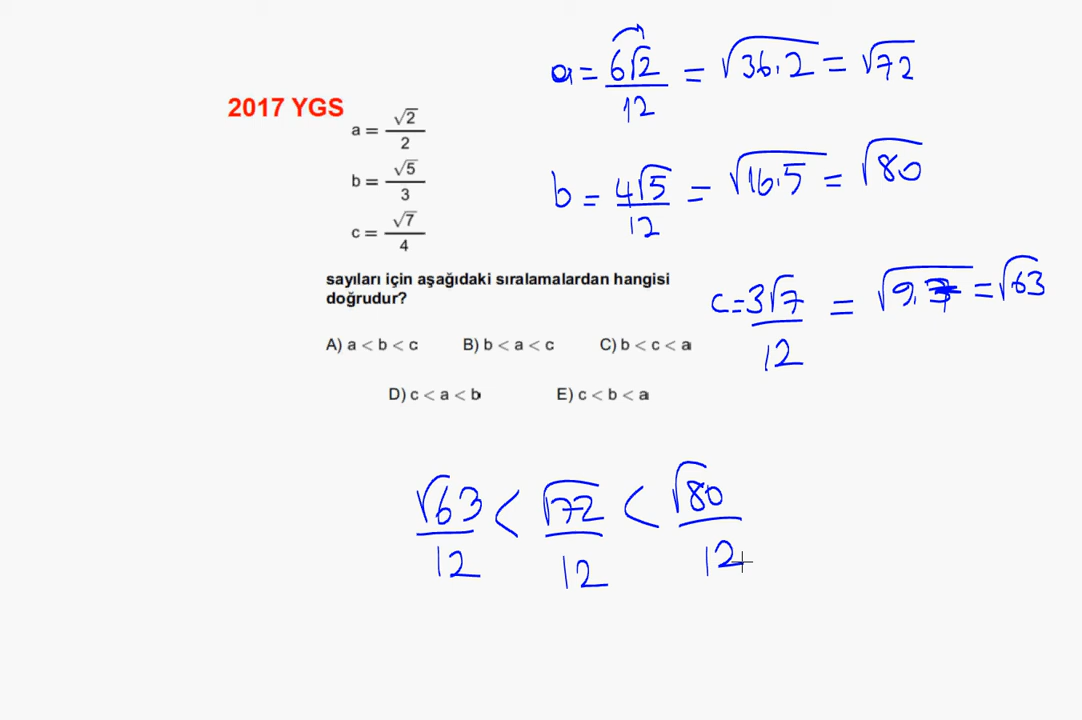 2017 YGS
a = √2/2
b = √5/3
c = √7/4
sayıları için aşağıdaki sıralamalardan hangisi
doğrudur?
A) a < b < c B) b < a < c C) b < c < a
D) c < a < b E) c < b < a
a = 6√2/12 = √36.2 = √72
b = 4√5/12 = √16.5 = √80
c = 3√7/12 = √9.7 = √63
√63/12 < √72/12 < √80/12